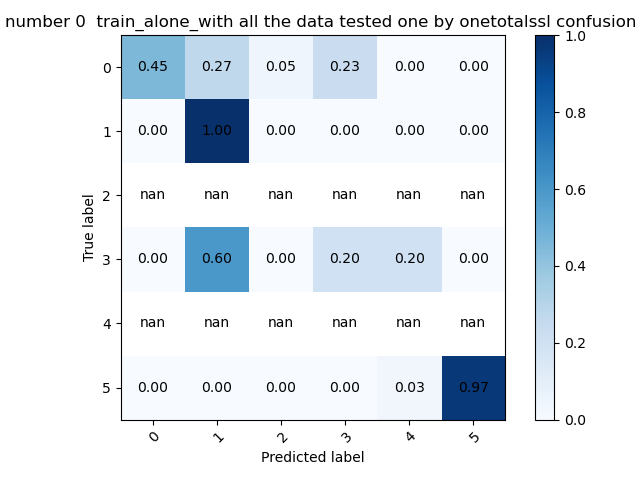 number 0  train_alone_with all the data tested one by onetotalssl confusion
0 0.45 0.27 0.05 0.23 0.00 0.00
1 0.00 1.00 0.00 0.00 0.00 0.00
2 nan nan nan nan nan nan
3 0.00 0.60 0.00 0.20 0.20 0.00
4 nan nan nan nan nan nan
5 0.00 0.00 0.00 0.00 0.03 0.97
0 1 2 3 4 5
Predicted label
True label
1.0
0.8
0.6
0.4
0.2
0.0